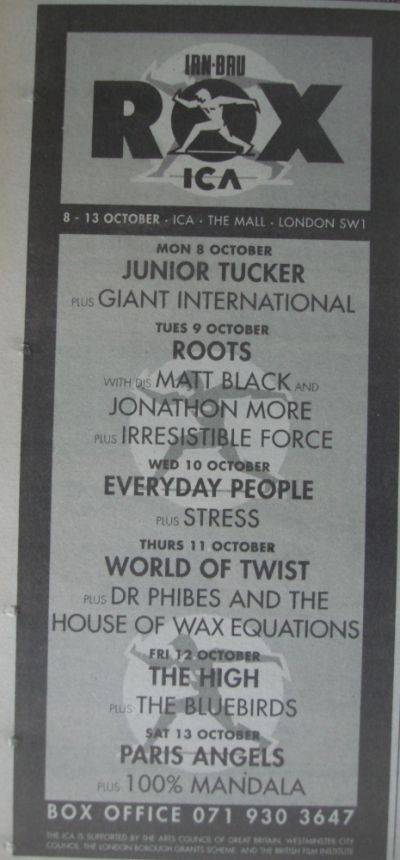 IAN·BRU
ROX
ICA
8 - 13 OCTOBER · ICA · THE MALL · LONDON SW1
MON 8 OCTOBER
JUNIOR TUCKER
PLUS GIANT INTERNATIONAL
TUES 9 OCTOBER
ROOTS
WITH DJS MATT BLACK AND
JONATHON MORE
PLUS IRRESISTIBLE FORCE
WED 10 OCTOBER
EVERYDAY PEOPLE
PLUS STRESS
THURS 11 OCTOBER
WORLD OF TWIST
PLUS DR PHIBES AND THE
HOUSE OF WAX EQUATIONS
FRI 12 OCTOBER
THE HIGH
PLUS THE BLUEBIRDS
SAT 13 OCTOBER
PARIS ANGELS
PLUS 100% MANDALA
BOX OFFICE 071 930 3647
THE ICA IS SUPPORTED BY THE ARTS COUNCIL OF GREAT BRITAIN, WESTMINSTER CITY
COUNCIL, THE LONDON BOROUGH GRANTS SCHEME, AND THE BRITISH FILM INSTITUTE